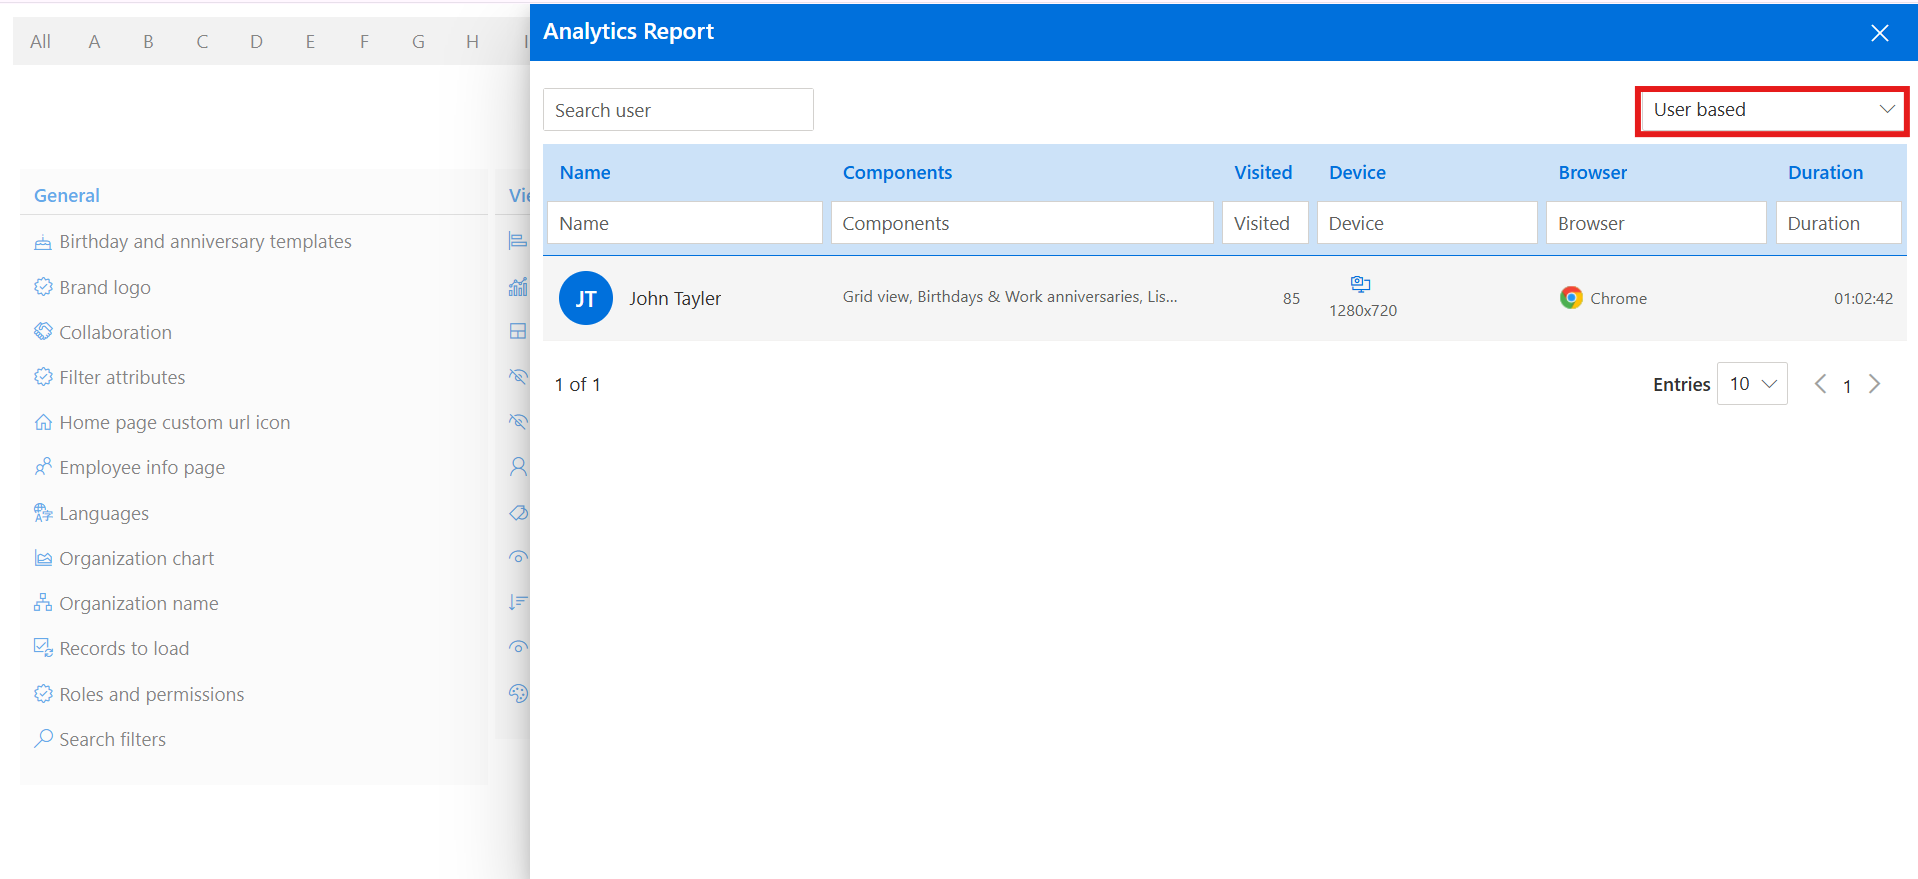 All A B C D E F G H
Analytics Report
Search user
User based
General
Birthday and anniversary templates
Brand logo
Collaboration
Filter attributes
Home page custom url icon
Employee info page
Languages
Organization chart
Organization name
Records to load
Roles and permissions
Search filters
Name Components Visited Device Browser Duration
Name Components Visited Device Browser Duration
JT John Tayler Grid view, Birthdays & Work anniversaries, Lis... 85 1280x720 Chrome 01:02:42
1 of 1 Entries 10 1